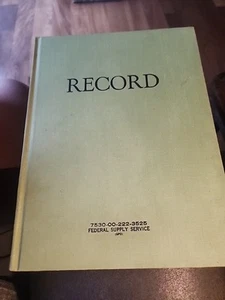 RECORD
7530-00-222-3525
FEDERAL SUPPLY SERVICE